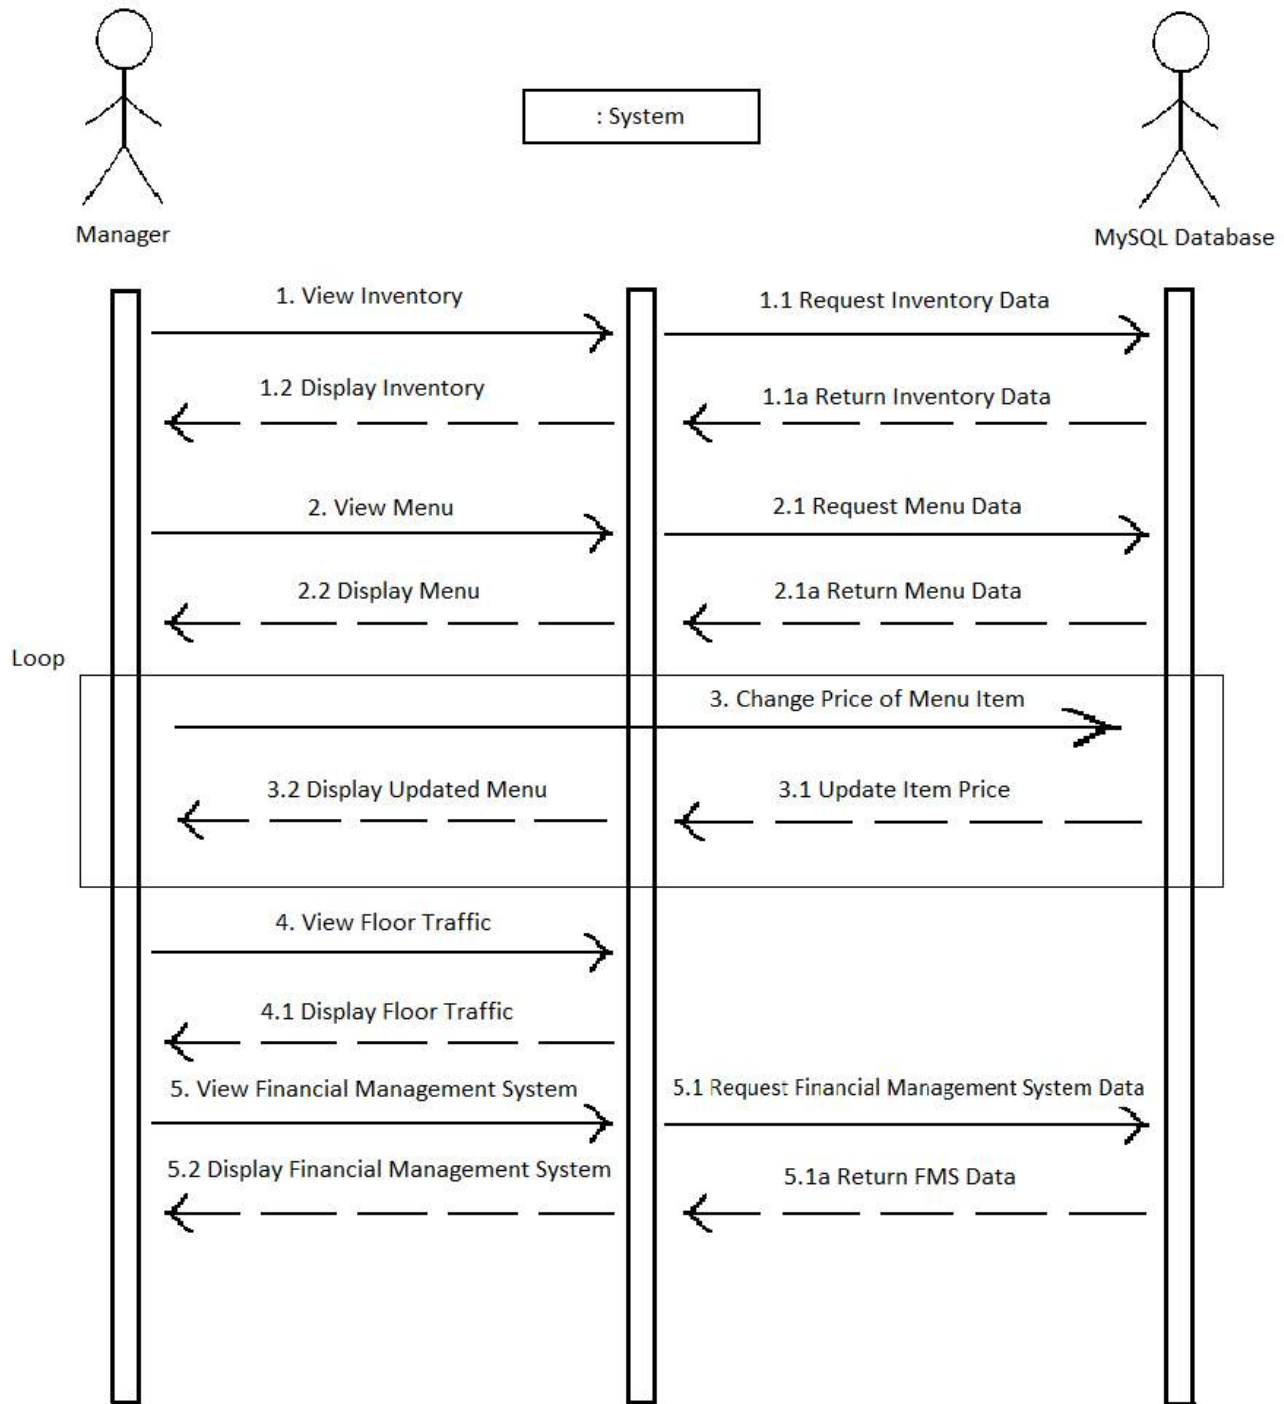 : System
Manager
MySQL Database
1. View Inventory
1.1 Request Inventory Data
1.2 Display Inventory
1.1a Return Inventory Data
2. View Menu
2.1 Request Menu Data
2.2 Display Menu
2.1a Return Menu Data
Loop
3. Change Price of Menu Item
3.2 Display Updated Menu
3.1 Update Item Price
4. View Floor Traffic
4.1 Display Floor Traffic
5. View Financial Management System
5.1 Request Financial Management System Data
5.2 Display Financial Management System
5.1a Return FMS Data